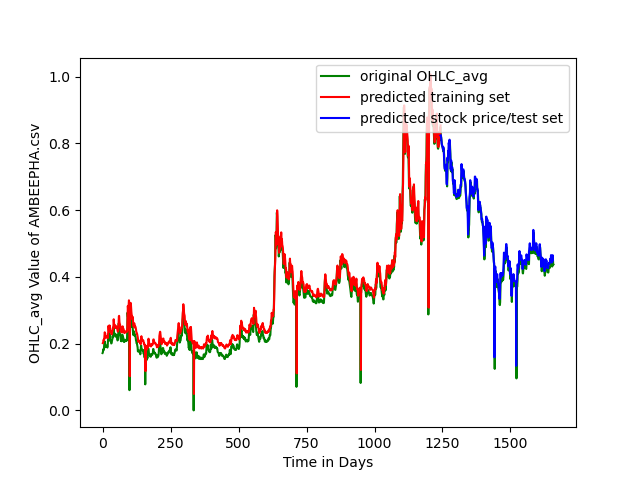 original OHLC_avg
predicted training set
predicted stock price/test set
OHLC_avg Value of AMBEEPHA.csv
1.0
0.8
0.6
0.4
0.2
0.0
0
250
500
750
1000
1250
1500
Time in Days